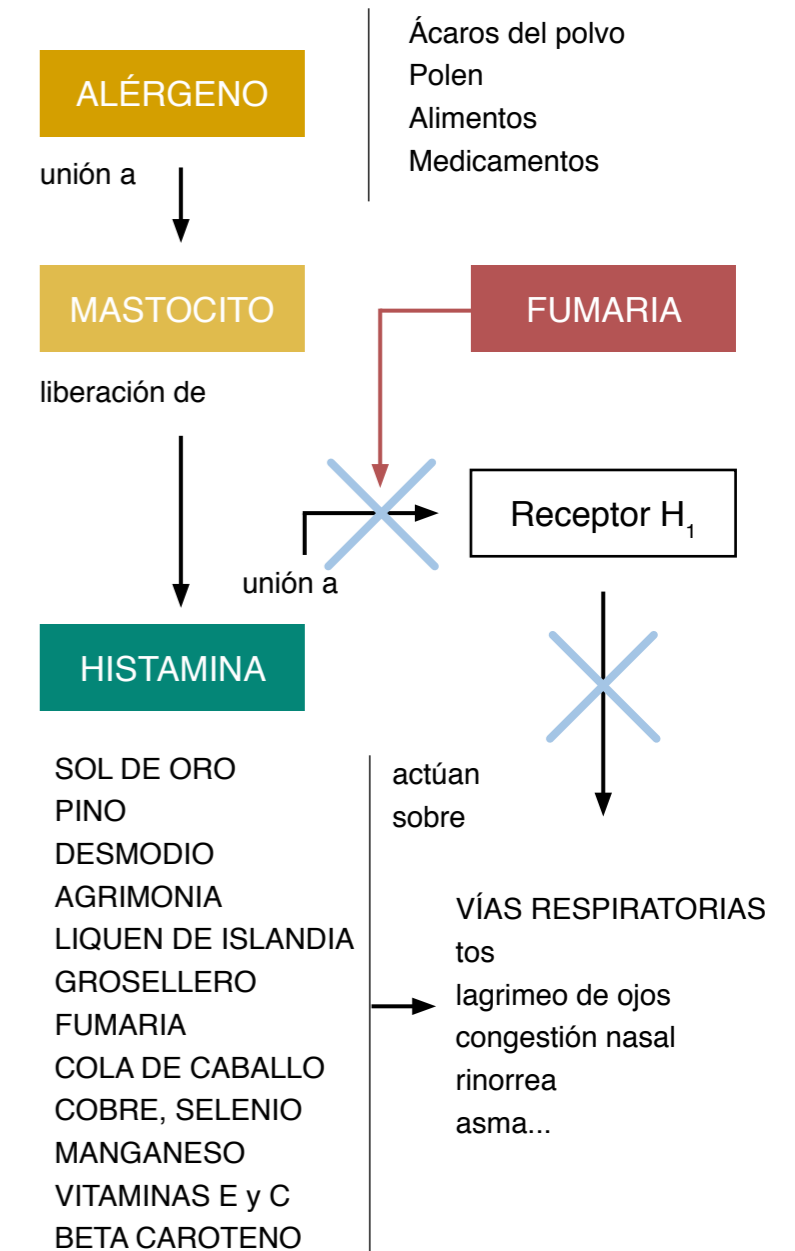 ALÉRGENO
Ácaros del polvo
Polen
Alimentos
Medicamentos
unión a
MASTOCITO
FUMARIA
liberación de
Receptor H₁
unión a
HISTAMINA
SOL DE ORO
PINO
DESMODIO
AGRIMONIA
LIQUEN DE ISLANDIA
GROSELLERO
FUMARIA
COLA DE CABALLO
COBRE, SELENIO
MANGANESO
VITAMINAS E y C
BETA CAROTENO
actúan
sobre
VÍAS RESPIRATORIAS
tos
lagrimeo de ojos
congestión nasal
rinorrea
asma...